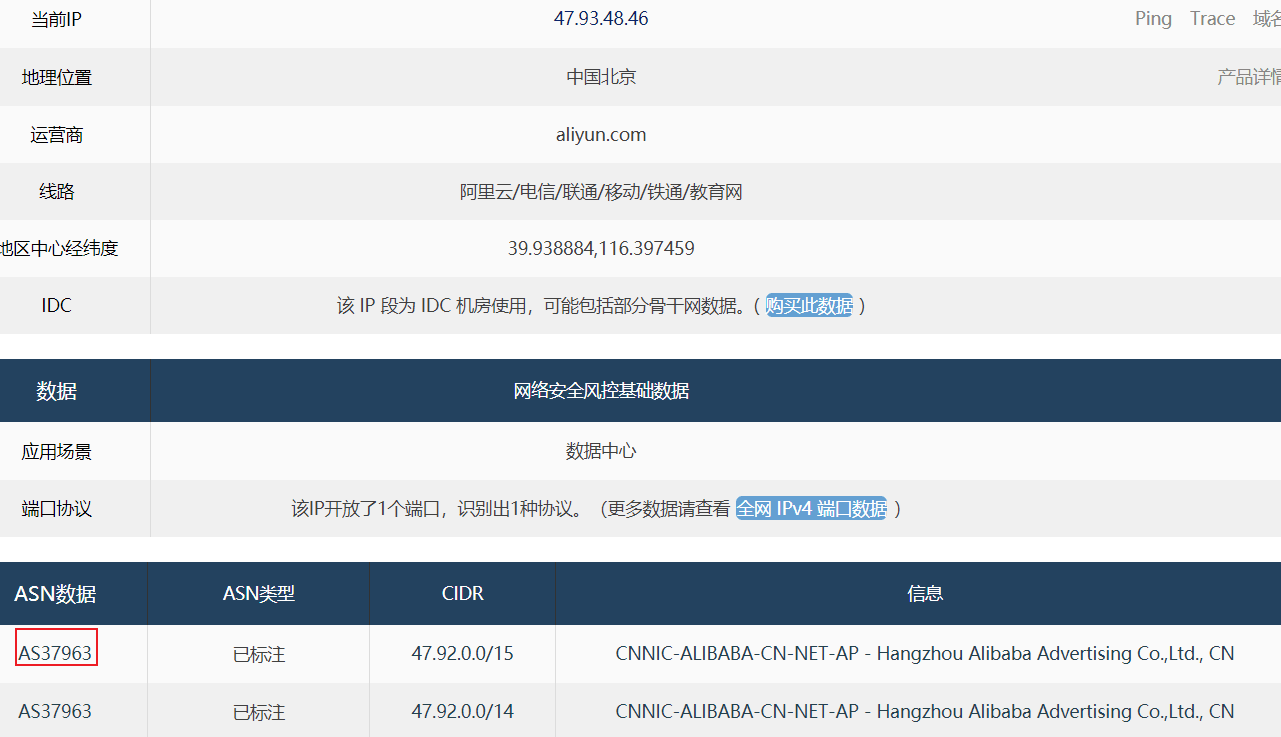 当前IP 47.93.48.46 Ping Trace 域名
地理位置 中国北京 产品详情
运营商 aliyun.com
线路 阿里云/电信/联通/移动/铁通/教育网
地区中心经纬度 39.938884,116.397459
IDC 该 IP 段为 IDC 机房使用，可能包括部分骨干网数据。( 购买此数据 )
数据 网络安全风控基础数据
应用场景 数据中心
端口协议 该IP开放了1个端口，识别出1种协议。（更多数据请查看 全网 IPv4 端口数据 ）
ASN数据 ASN类型 CIDR 信息
AS37963 已标注 47.92.0.0/15 CNNIC-ALIBABA-CN-NET-AP - Hangzhou Alibaba Advertising Co.,Ltd., CN
AS37963 已标注 47.92.0.0/14 CNNIC-ALIBABA-CN-NET-AP - Hangzhou Alibaba Advertising Co.,Ltd., CN